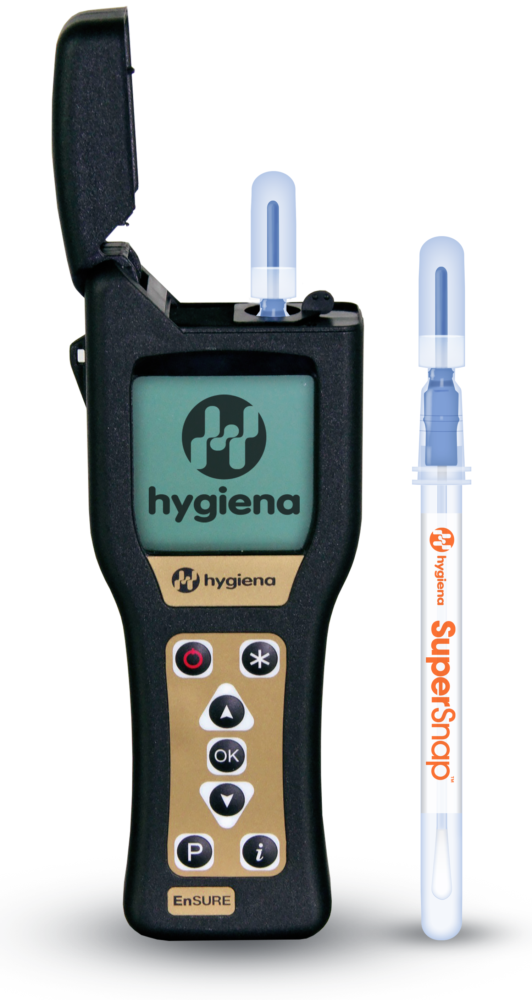 hygiena
hygiena
*
OK
P
i
EnSURE
hygiena
SuperSnap™